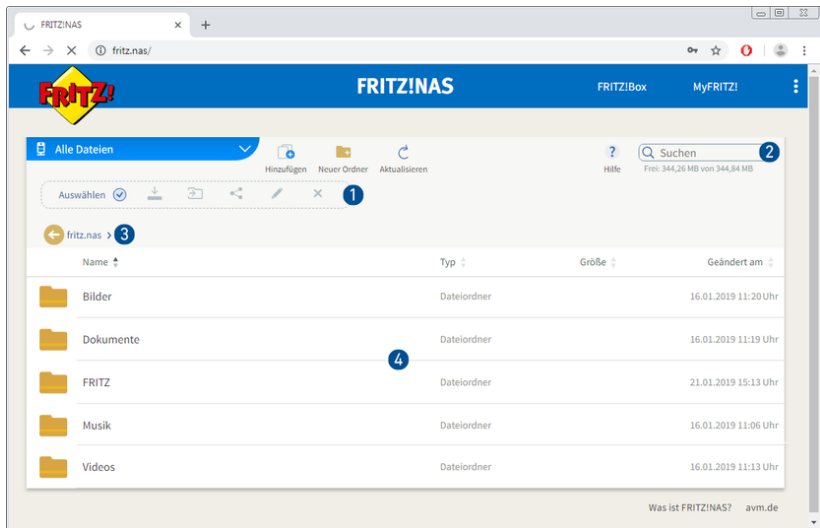 FRITZ!NAS
fritz.nas/
FRITZ!
FRITZ!NAS
FRITZ!Box
MyFRITZ!
Alle Dateien
Hinzufügen
Neuer Ordner
Aktualisieren
?
Hilfe
Suchen
2
Frei: 344,26 MB von 344,84 MB
Auswählen
1
fritz.nas >
3
Name Typ Größe Geändert am
Bilder Dateiordner 16.01.2019 11:20 Uhr
Dokumente Dateiordner 16.01.2019 11:19 Uhr
4
FRITZ Dateiordner 21.01.2019 15:13 Uhr
Musik Dateiordner 16.01.2019 11:06 Uhr
Videos Dateiordner 16.01.2019 11:13 Uhr
Was ist FRITZ!NAS? avm.de